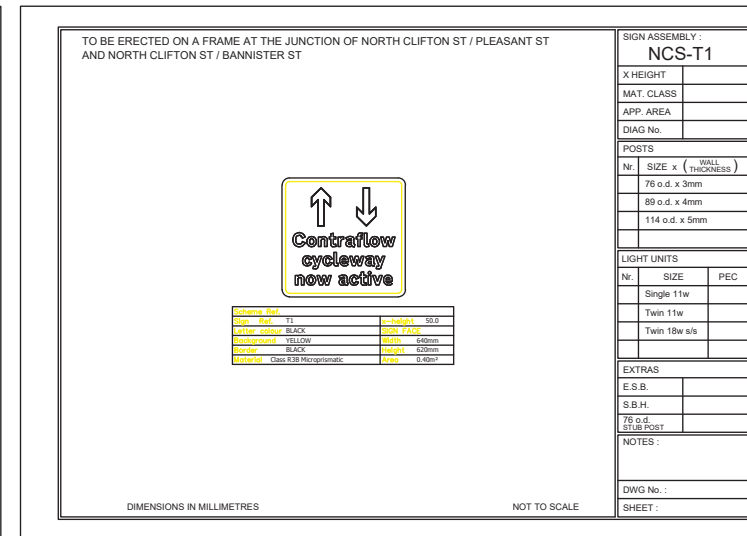 TO BE ERECTED ON A FRAME AT THE JUNCTION OF NORTH CLIFTON ST / PLEASANT ST
AND NORTH CLIFTON ST / BANNISTER ST
Contraflow
cycleway
now active
Scheme Ref.
Sign Ref. T1 x-height 50.0
Letter colour BLACK SIGN FACE
Background YELLOW Width 640mm
Border BLACK Height 620mm
Material Class R3B Microprismatic Area 0.40m²
DIMENSIONS IN MILLIMETRES NOT TO SCALE
SIGN ASSEMBLY :
NCS-T1
X HEIGHT
MAT. CLASS
APP. AREA
DIAG No.
POSTS
Nr. SIZE x ( WALL THICKNESS )
76 o.d. x 3mm
89 o.d. x 4mm
114 o.d. x 5mm
LIGHT UNITS
Nr. SIZE PEC
Single 11w
Twin 11w
Twin 18w s/s
EXTRAS
E.S.B.
S.B.H.
76 o.d.
STUB POST
NOTES :
DWG No. :
SHEET :